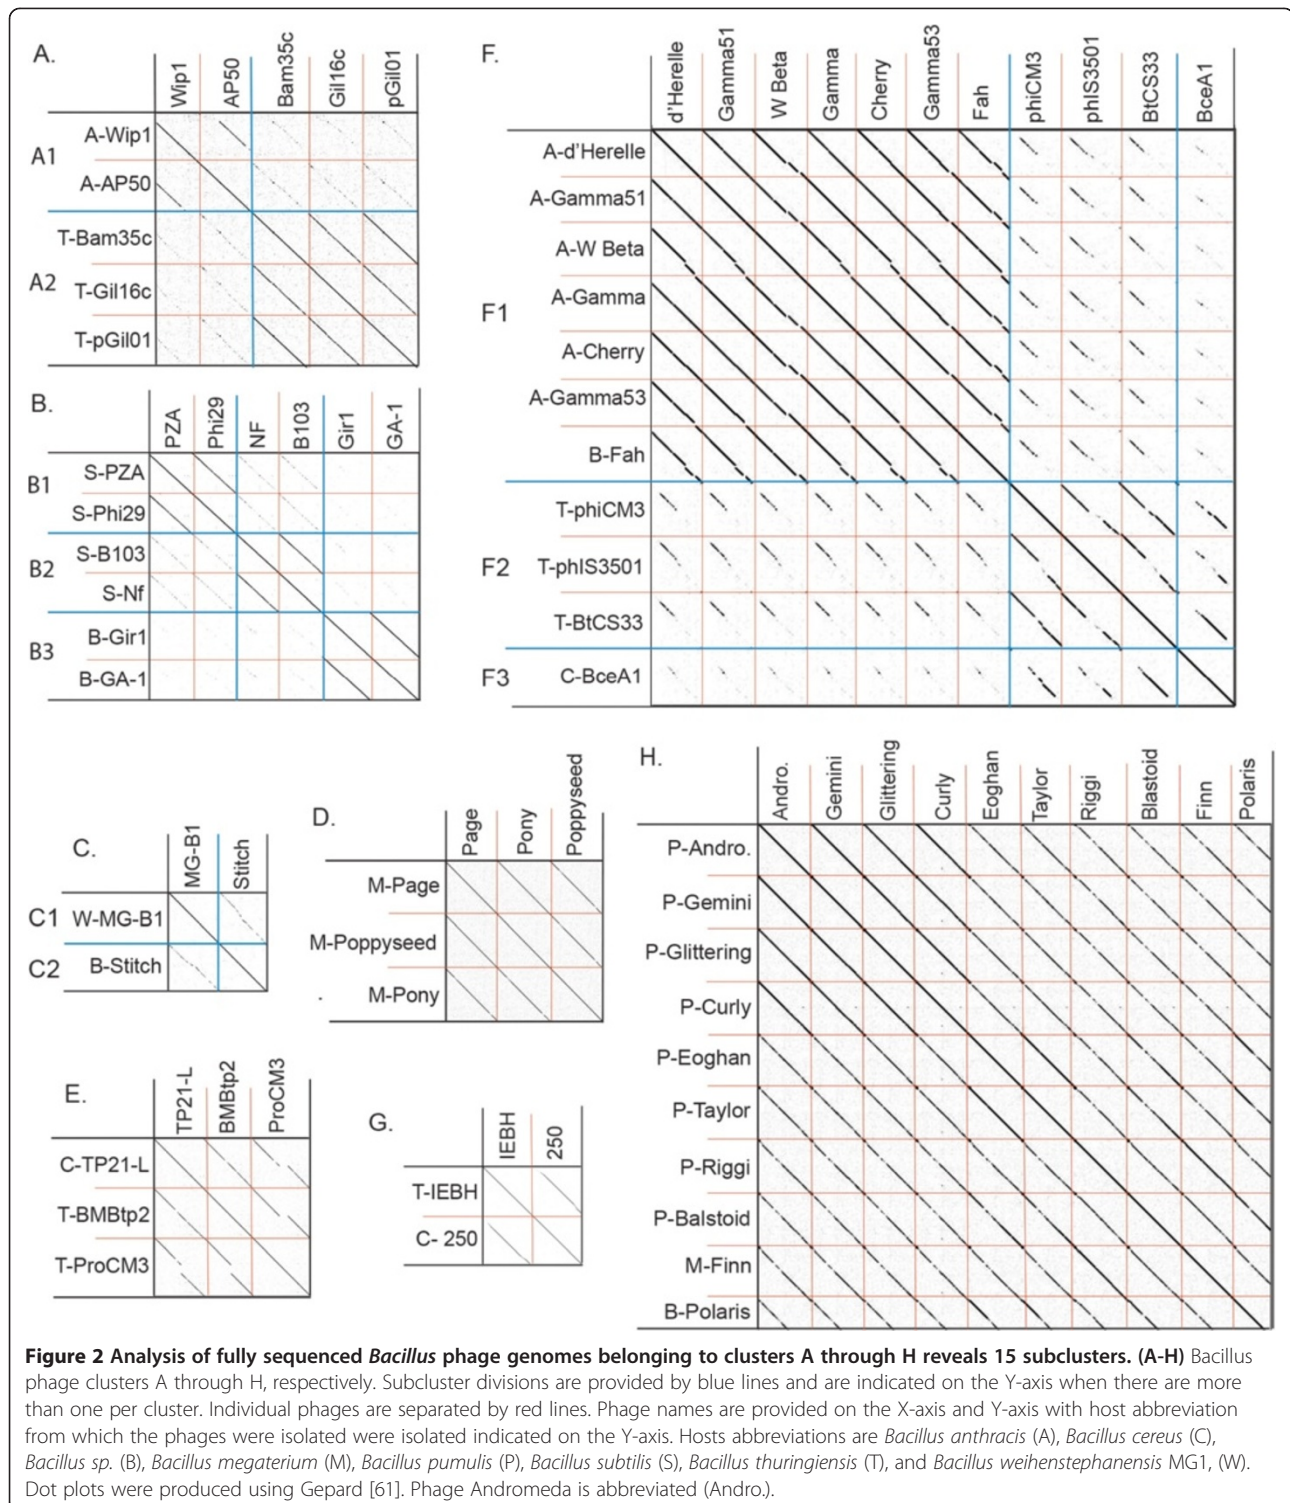 A.
Wip1
AP50
Bam35c
Gil16c
pGil01
A1
A-Wip1
A-AP50
A2
T-Bam35c
T-Gil16c
T-pGil01
B.
PZA
Phi29
NF
B103
Gir1
GA-1
B1
S-PZA
S-Phi29
B2
S-B103
S-Nf
B3
B-Gir1
B-GA-1
C.
MG-B1
Stitch
C1
W-MG-B1
C2
B-Stitch
D.
Page
Pony
Poppyseed
M-Page
M-Poppyseed
M-Pony
E.
TP21-L
BMBtp2
ProCM3
C-TP21-L
T-BMBtp2
T-ProCM3
F.
d'Herelle
Gamma51
W Beta
Gamma
Cherry
Gamma53
Fah
phiCM3
phIS3501
BtCS33
BceA1
F1
A-d'Herelle
A-Gamma51
A-W Beta
A-Gamma
A-Cherry
A-Gamma53
B-Fah
F2
T-phiCM3
T-phIS3501
T-BtCS33
F3
C-BceA1
G.
IEBH
250
T-IEBH
C- 250
H.
Andro.
Gemini
Glittering
Curly
Eoghan
Taylor
Riggi
Blastoid
Finn
Polaris
P-Andro.
P-Gemini
P-Glittering
P-Curly
P-Eoghan
P-Taylor
P-Riggi
P-Balstoid
M-Finn
B-Polaris
Figure 2 Analysis of fully sequenced Bacillus phage genomes belonging to clusters A through H reveals 15 subclusters. (A-H) Bacillus
phage clusters A through H, respectively. Subcluster divisions are provided by blue lines and are indicated on the Y-axis when there are more
than one per cluster. Individual phages are separated by red lines. Phage names are provided on the X-axis and Y-axis with host abbreviation
from which the phages were isolated were isolated indicated on the Y-axis. Hosts abbreviations are Bacillus anthracis (A), Bacillus cereus (C),
Bacillus sp. (B), Bacillus megaterium (M), Bacillus pumulis (P), Bacillus subtilis (S), Bacillus thuringiensis (T), and Bacillus weihenstephanensis MG1, (W).
Dot plots were produced using Gepard [61]. Phage Andromeda is abbreviated (Andro.).